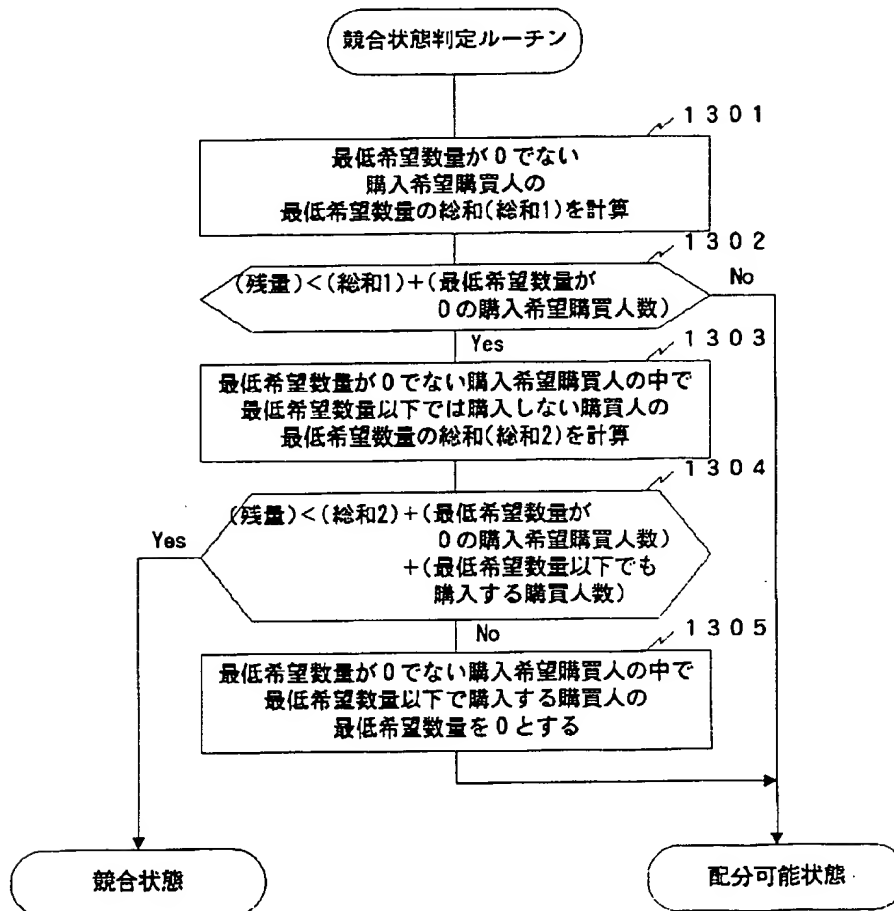 競合状態判定ルーチン
1301
最低希望数量が0でない
購入希望購買人の
最低希望数量の総和(総和1)を計算
1302
(残量)<(総和1)+(最低希望数量が
0の購入希望購買人数)
No
Yes
1303
最低希望数量が0でない購入希望購買人の中で
最低希望数量以下では購入しない購買人の
最低希望数量の総和(総和2)を計算
1304
(残量)<(総和2)+(最低希望数量が
0の購入希望購買人数)
+(最低希望数量以下でも
購入する購買人数)
Yes
No
1305
最低希望数量が0でない購入希望購買人の中で
最低希望数量以下で購入する購買人の
最低希望数量を0とする
競合状態
配分可能状態